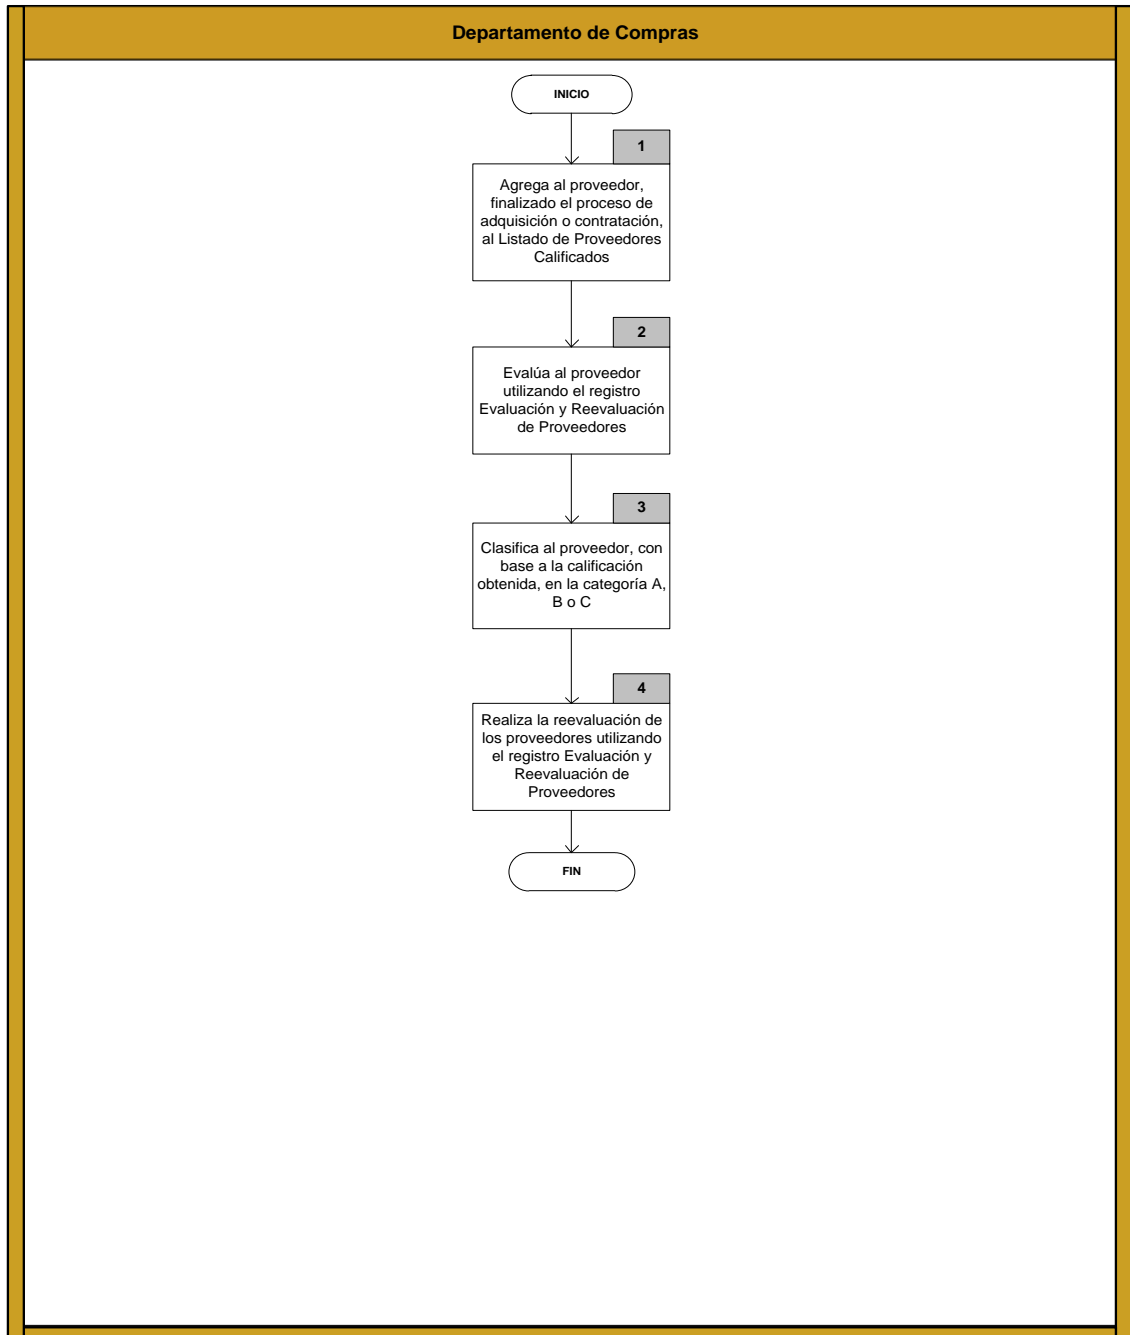 Departamento de Compras
INICIO
1
Agrega al proveedor,
finalizado el proceso de
adquisición o contratación,
al Listado de Proveedores
Calificados
2
Evalúa al proveedor
utilizando el registro
Evaluación y Reevaluación
de Proveedores
3
Clasifica al proveedor, con
base a la calificación
obtenida, en la categoría A,
B o C
4
Realiza la reevaluación de
los proveedores utilizando
el registro Evaluación y
Reevaluación de
Proveedores
FIN